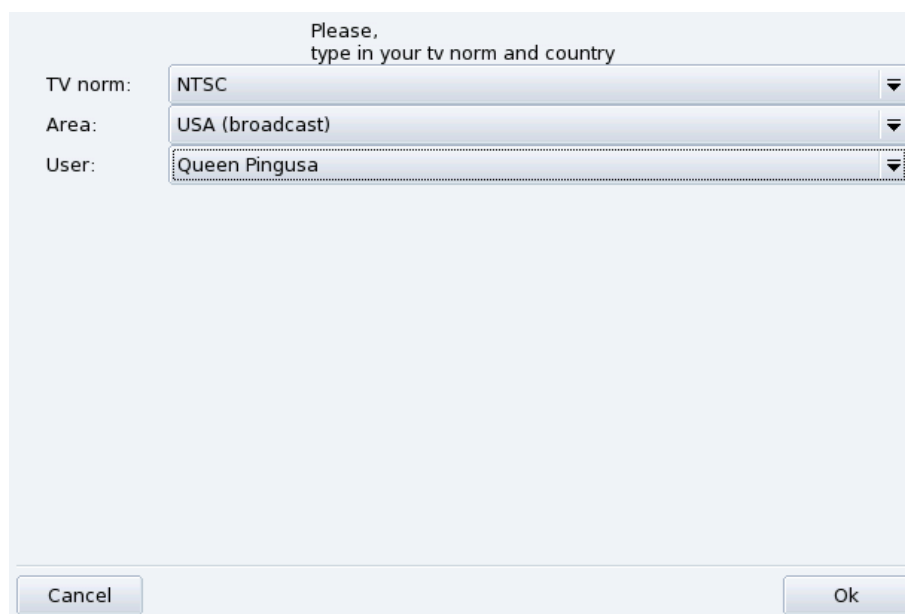 Please,
type in your tv norm and country
TV norm: NTSC
Area: USA (broadcast)
User: Queen Pingusa
Cancel Ok